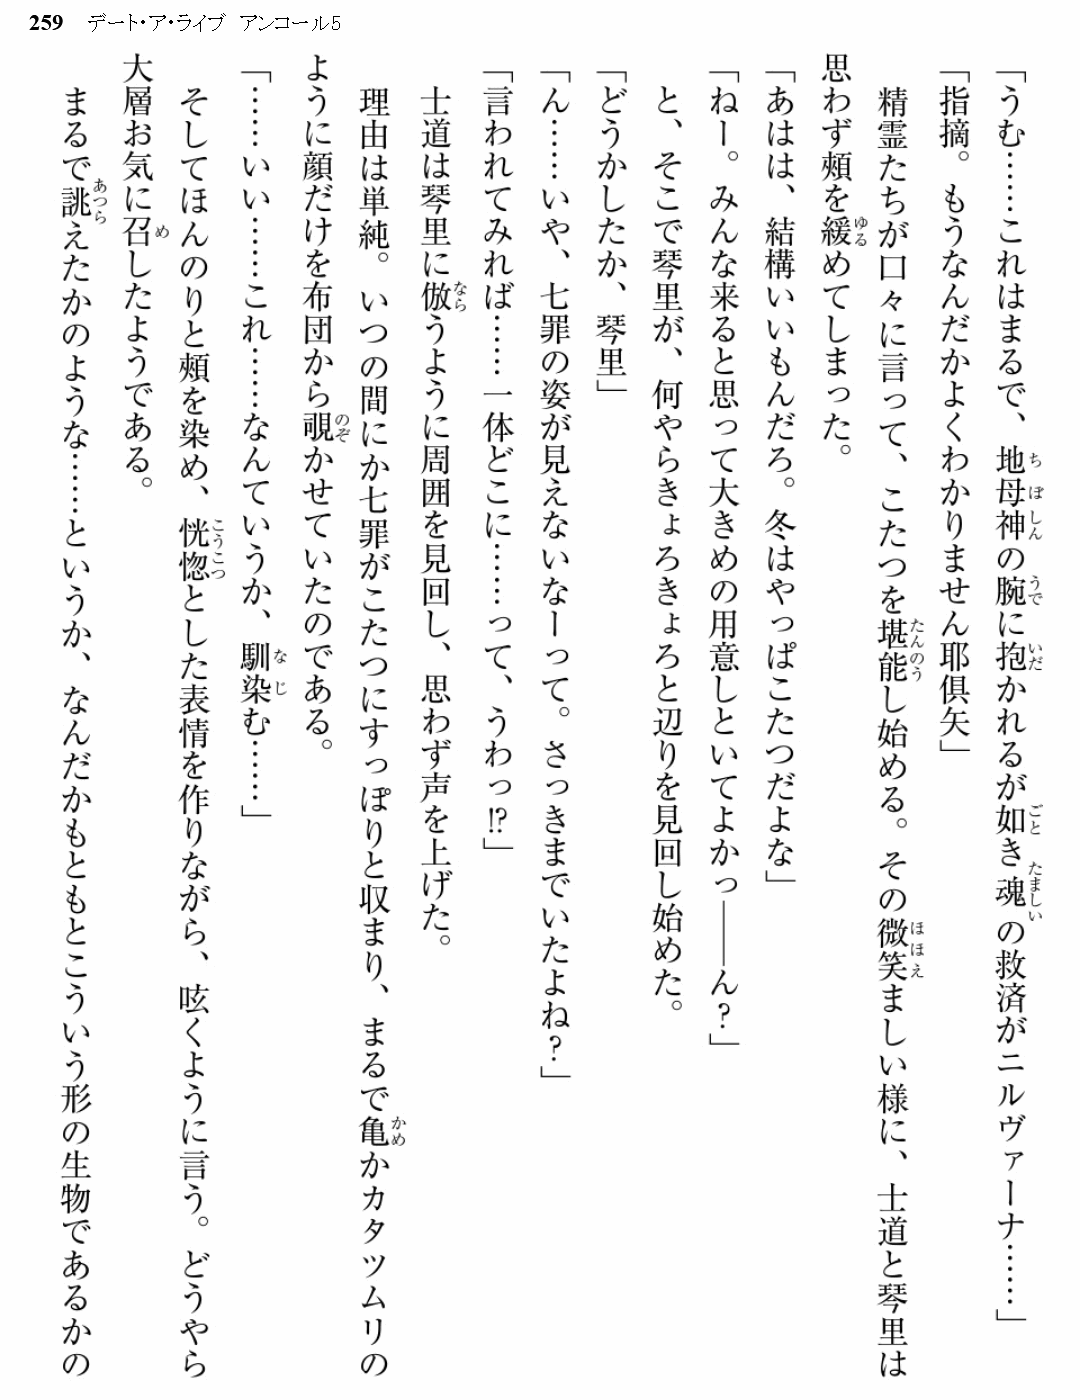 259 デート・ア・ライブ アンコール5
「うむ……これはまるで、地母神の腕に抱かれるが如き魂の救済がニルヴァーナ……」
「指摘。もうなんだかよくわかりません耶倶矢」
　精霊たちが口々に言って、こたつを堪能し始める。その微笑ましい様に、士道と琴里は
思わず頰を緩めてしまった。
「あはは、結構いいもんだろ。冬はやっぱこたつだよな」
「ねー。みんな来ると思って大きめの用意しといてよかっ――ん？」
　と、そこで琴里が、何やらきょろきょろと辺りを見回し始めた。
「どうかしたか、琴里」
「ん……いや、七罪の姿が見えないなーって。さっきまでいたよね？」
「言われてみれば……一体どこに……って、うわっ!?」
　士道は琴里に倣うように周囲を見回し、思わず声を上げた。
　理由は単純。いつの間にか七罪がこたつにすっぽりと収まり、まるで亀かカタツムリの
ように顔だけを布団から覗かせていたのである。
「……いい……これ……なんていうか、馴染む……」
　そしてほんのりと頰を染め、恍惚とした表情を作りながら、呟くように言う。どうやら
大層お気に召したようである。
　まるで誂えたかのような……というか、なんだかもともとこういう形の生物であるかの